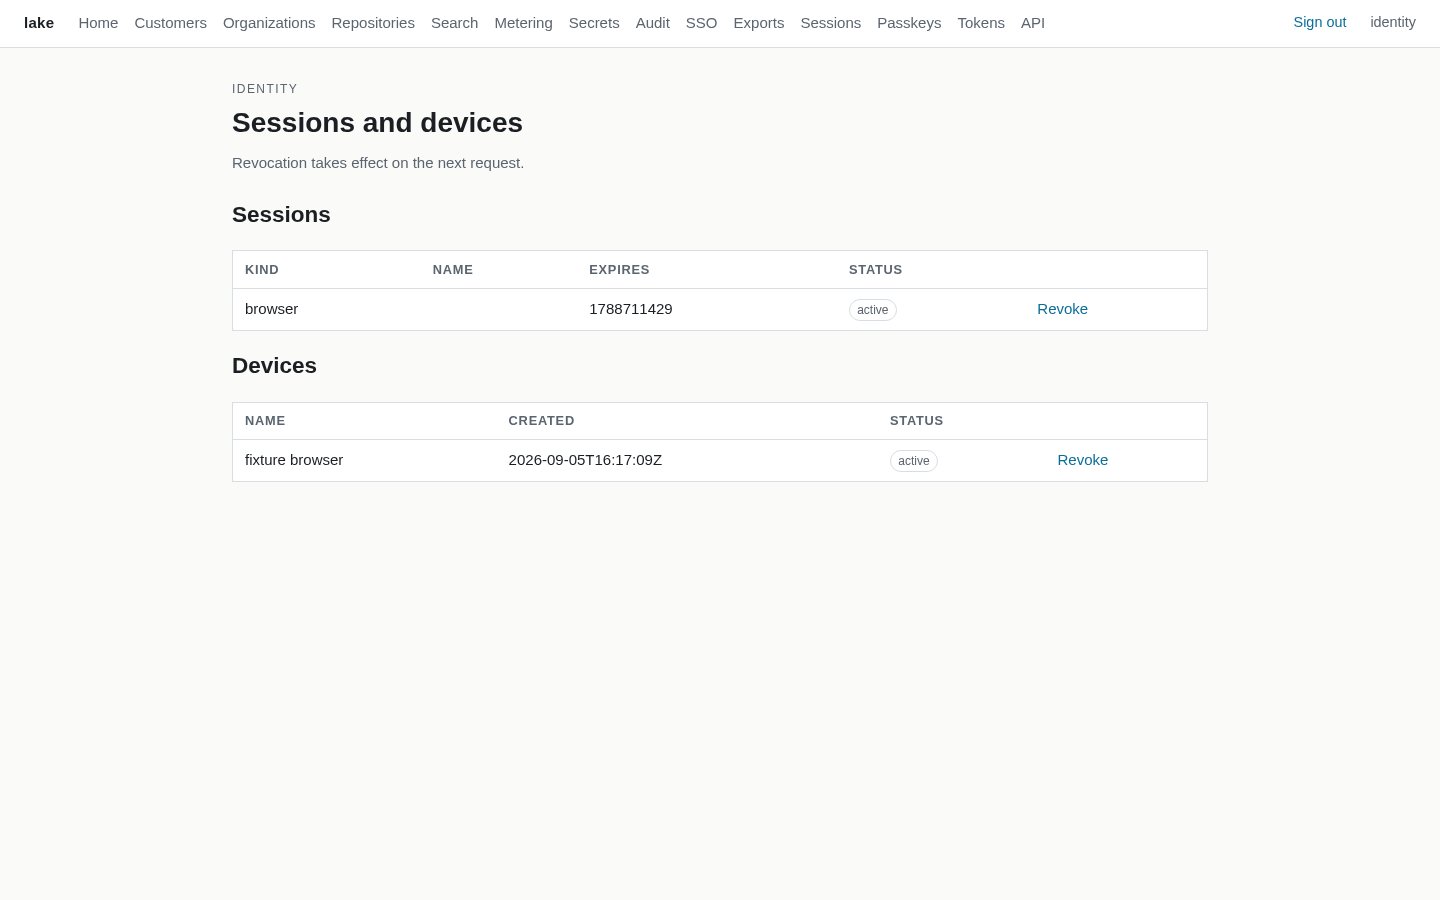 lake Home Customers Organizations Repositories Search Metering Secrets Audit SSO Exports Sessions Passkeys Tokens API Sign out identity
IDENTITY
Sessions and devices
Revocation takes effect on the next request.
Sessions
KIND NAME EXPIRES STATUS
browser 1788711429 active Revoke
Devices
NAME CREATED STATUS
fixture browser 2026-09-05T16:17:09Z active Revoke